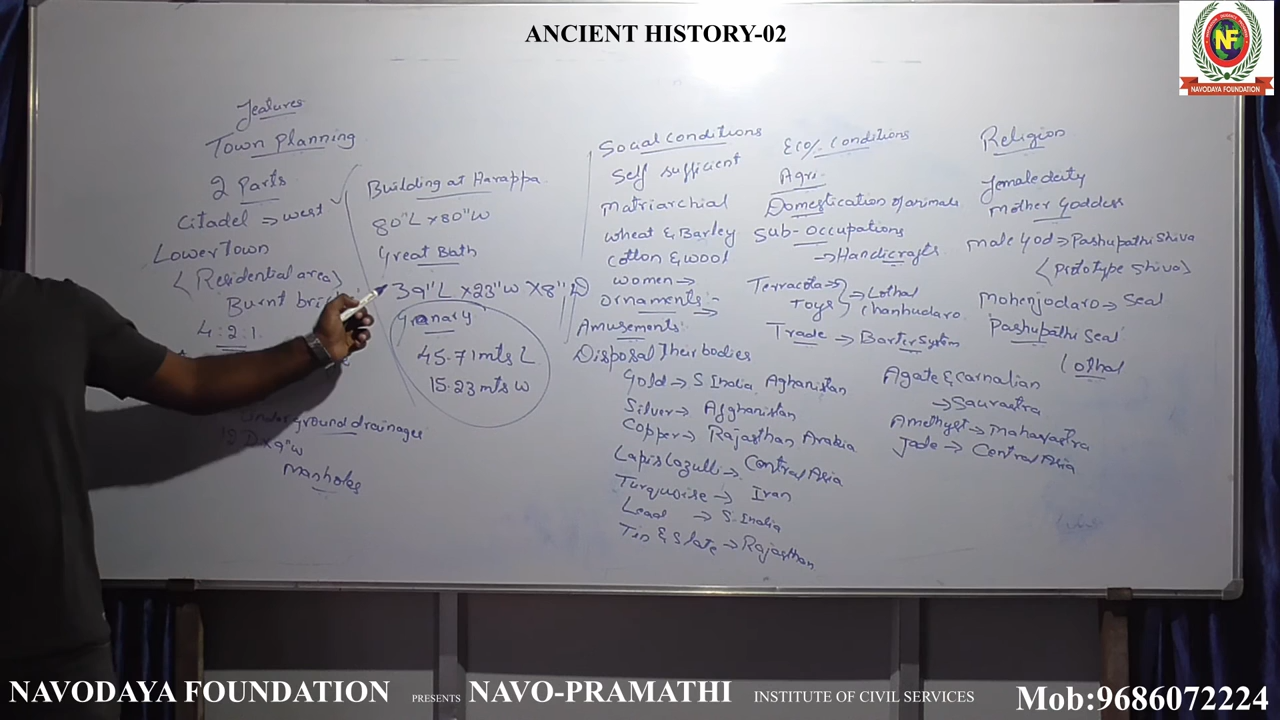 ANCIENT HISTORY-02
NF
NAVODAYA FOUNDATION
Features
Town Planning
2 Parts
Citadel => west
Lower Town
(Residential area)
Burnt bri
4:2:1.
underground drainages
D x 9"w
Manholes
Building at Harappa
80"L x 80"W
Great Bath
39"L x 23"w x 8"D
Granary
45.71 mts L
15.23 mts w
Social conditions
Self sufficient
Matriarchial
Wheat & Barley
Cotton & wool
women →
Ornaments:- →
Amusements:
Disposal Their bodies
Gold → S India Aghanistan
Silver → Afghanistan
Copper → Rajasthan Arabia
Lapis Lazulli → Central Asia
Turquoise → Iran
Lead → S. India
Tin & Slate → Rajasthan
Eco/. Conditions
Agri.
Domestication of animals
Sub-Occupations
→ Handicrafts
Terracota → Lothal
Toys chanhudaro
Trade → Barter System
Agate & Carnalian
→ Saurastra
Amethyst → Maharastra
Jade → Central Asia
Religion
female deity
Mother Goddess
Male God => Pashupathi Shiva
(Prototype Shiva)
Mohenjodaro => Seal
Pashupathi Seal
Lothal
NAVODAYA FOUNDATION PRESENTS NAVO-PRAMATHI INSTITUTE OF CIVIL SERVICES Mob:9686072224